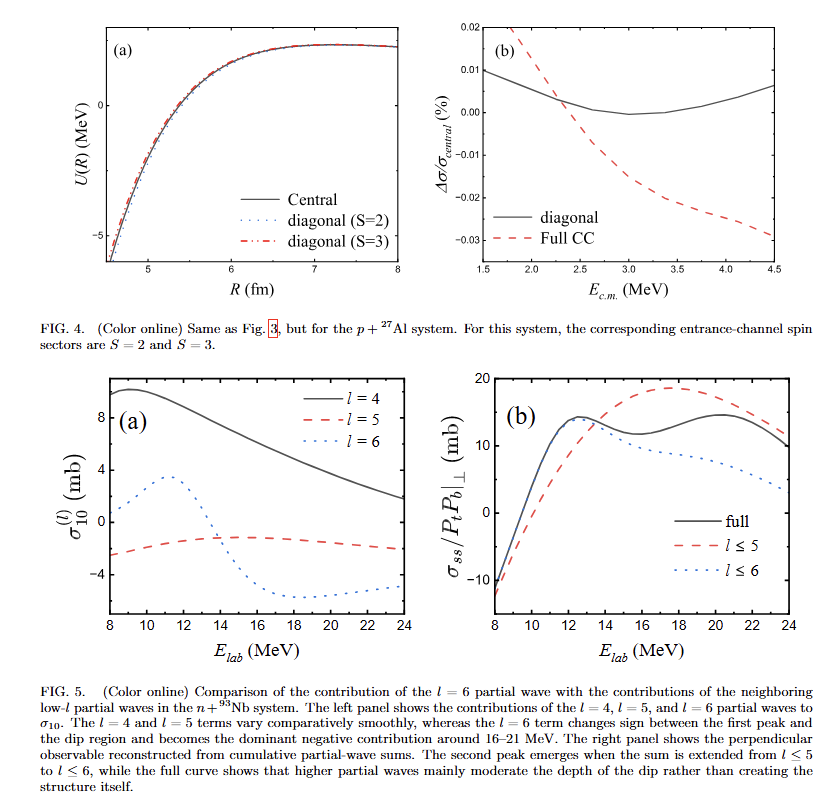 (a)
U(R) (MeV)
0
−5
Central
diagonal (S=2)
diagonal (S=3)
5
6
7
8
R (fm)
(b)
Δσ/σcentral (%)
0.02
0.01
0.00
−0.01
−0.02
−0.03
diagonal
Full CC
1.5
2.0
2.5
3.0
3.5
4.0
4.5
Ec.m. (MeV)
FIG. 4. (Color online) Same as Fig. 3, but for the p + 27Al system. For this system, the corresponding entrance-channel spin
sectors are S = 2 and S = 3.
(a)
σ10(l) (mb)
8
4
0
−4
l = 4
l = 5
l = 6
8
10
12
14
16
18
20
22
24
Elab (MeV)
(b)
σss/PtPb|⊥ (mb)
20
10
0
−10
full
l ≤ 5
l ≤ 6
8
10
12
14
16
18
20
22
24
Elab (MeV)
FIG. 5. (Color online) Comparison of the contribution of the l = 6 partial wave with the contributions of the neighboring
low-l partial waves in the n+93Nb system. The left panel shows the contributions of the l = 4, l = 5, and l = 6 partial waves to
σ10. The l = 4 and l = 5 terms vary comparatively smoothly, whereas the l = 6 term changes sign between the first peak and
the dip region and becomes the dominant negative contribution around 16–21 MeV. The right panel shows the perpendicular
observable reconstructed from cumulative partial-wave sums. The second peak emerges when the sum is extended from l ≤ 5
to l ≤ 6, while the full curve shows that higher partial waves mainly moderate the depth of the dip rather than creating the
structure itself.